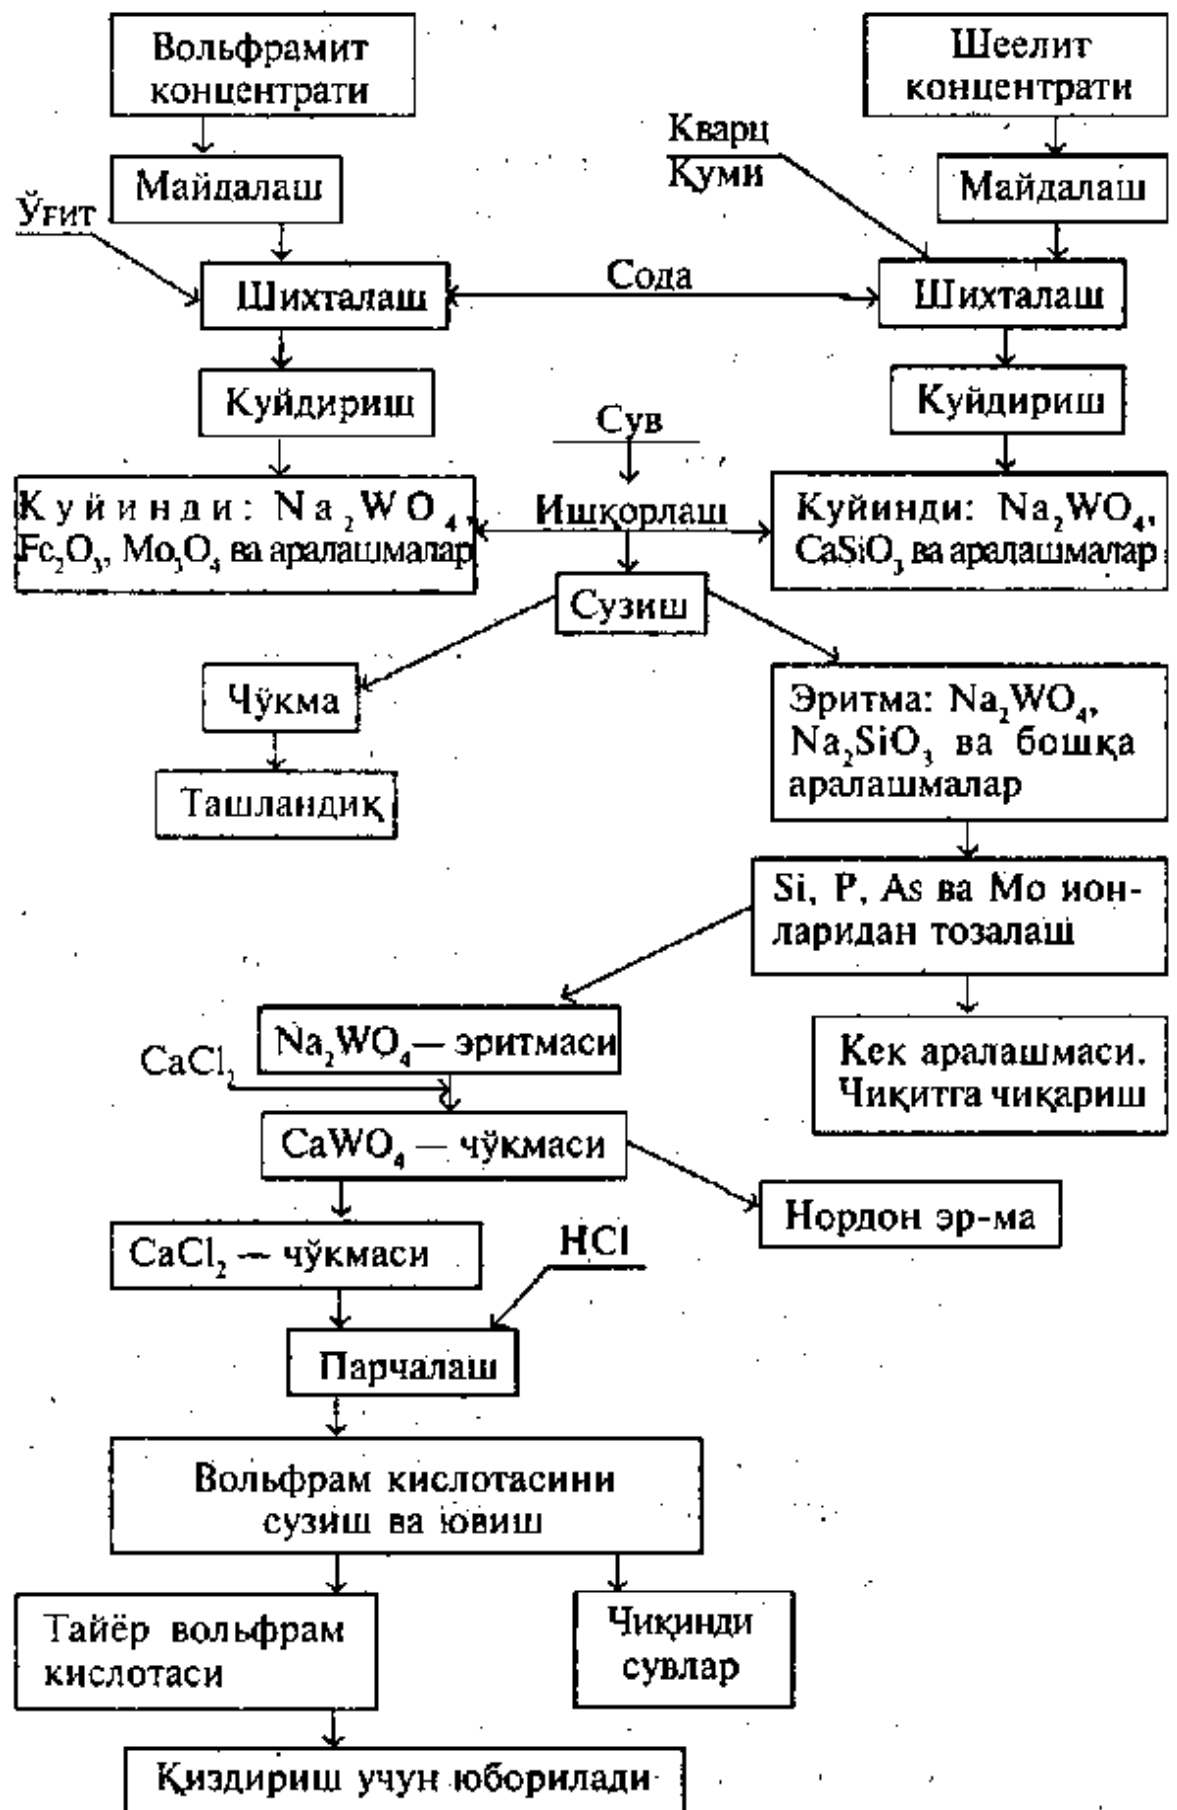 Вольфрамит
концентрати
Шеелит
концентрати
Кварц
Қуми
Майдалаш
Майдалаш
Ўғит
Шихталаш
Сода
Шихталаш
Куйдириш
Куйдириш
Сув
Куйинди: Na₂WO₄,
Fe₂O₃, Mo₃O₄ ва аралашмалар
Ишқорлаш
Куйинди: Na₂WO₄,
CaSiO₃ ва аралашмалар
Сузиш
Чўкма
Ташландиқ
Эритма: Na₂WO₄,
Na₂SiO₃ ва бошқа
аралашмалар
Si, P, As ва Мо ион-
ларидан тозалаш
Na₂WO₄— эритмаси
CaCl₂
Кек аралашмаси.
Чиқитга чиқариш
CaWO₄ — чўкмаси
Нордон эр-ма
CaCl₂ — чўкмаси
HCl
Парчалаш
Вольфрам кислотасини
сузиш ва ювиш
Тайёр вольфрам
кислотаси
Чиқинди
сувлар
Қиздириш учун юборилади